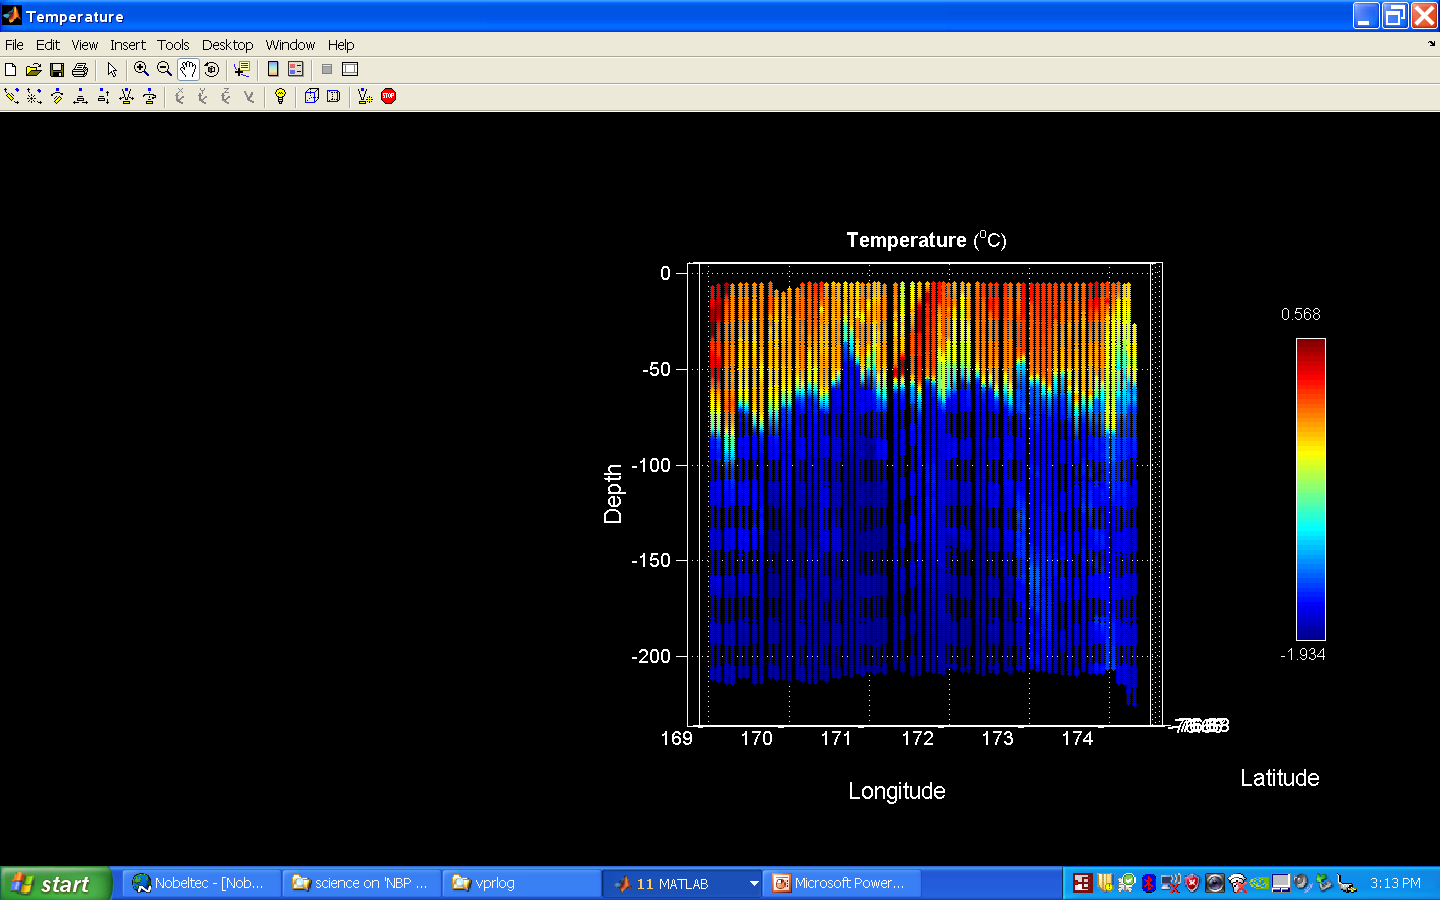 Temperature
File Edit View Insert Tools Desktop Window Help
STOP
Temperature (⁰C)
0
-50
-100
-150
-200
Depth
169 170 171 172 173 174
Longitude
Latitude
0.568
-1.934
start
Nobeltec - [Nob...
science on 'NBP ...
vprlog
11 MATLAB
Microsoft Power...
3:13 PM